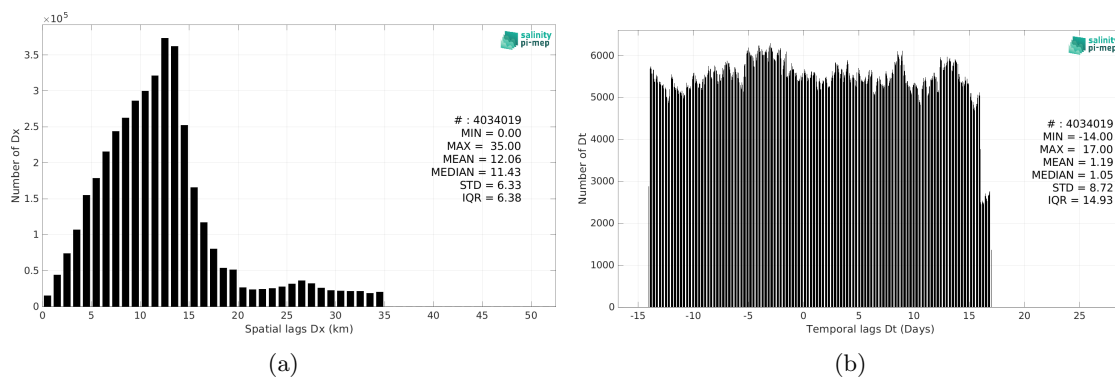 ×10⁵
3.5
3
2.5
2
1.5
1
0.5
0
Number of Dx
0 5 10 15 20 25 30 35 40 45 50
Spatial lags Dx (km)
salinity
pi-mep
# : 4034019
MIN = 0.00
MAX = 35.00
MEAN = 12.06
MEDIAN = 11.43
STD = 6.33
IQR = 6.38
(a)
6000
5000
4000
3000
2000
1000
0
Number of Dt
-15 -10 -5 0 5 10 15 20 25
Temporal lags Dt (Days)
salinity
pi-mep
# : 4034019
MIN = -14.00
MAX = 17.00
MEAN = 1.19
MEDIAN = 1.05
STD = 8.72
IQR = 14.93
(b)